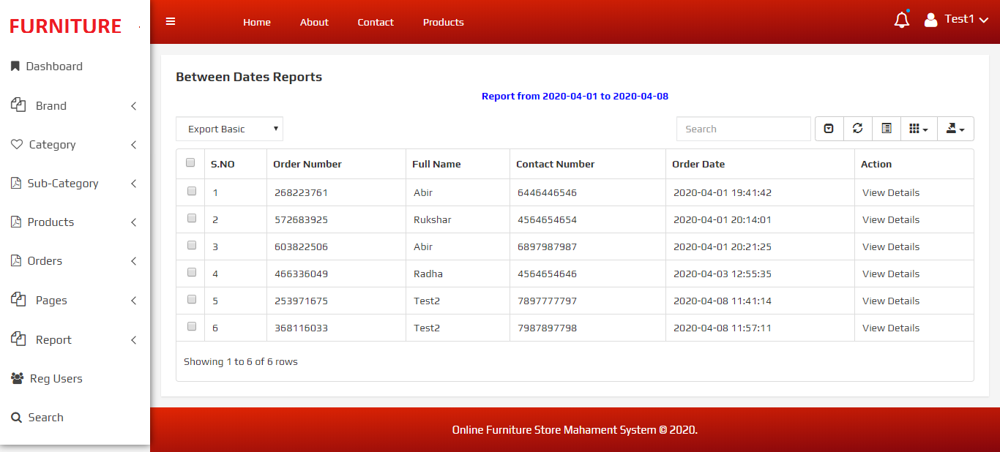 FURNITURE
Home About Contact Products
Test1
Dashboard
Brand
Category
Sub-Category
Products
Orders
Pages
Report
Reg Users
Search
Between Dates Reports
Report from 2020-04-01 to 2020-04-08
Export Basic
Search
S.NO Order Number Full Name Contact Number Order Date Action
1 268223761 Abir 6446446546 2020-04-01 19:41:42 View Details
2 572683925 Rukshar 4564654654 2020-04-01 20:14:01 View Details
3 603822506 Abir 6897987987 2020-04-01 20:21:25 View Details
4 466336049 Radha 4564654646 2020-04-03 12:55:35 View Details
5 253971675 Test2 7897777797 2020-04-08 11:41:14 View Details
6 368116033 Test2 7987897798 2020-04-08 11:57:11 View Details
Showing 1 to 6 of 6 rows
Online Furniture Store Mahament System © 2020.